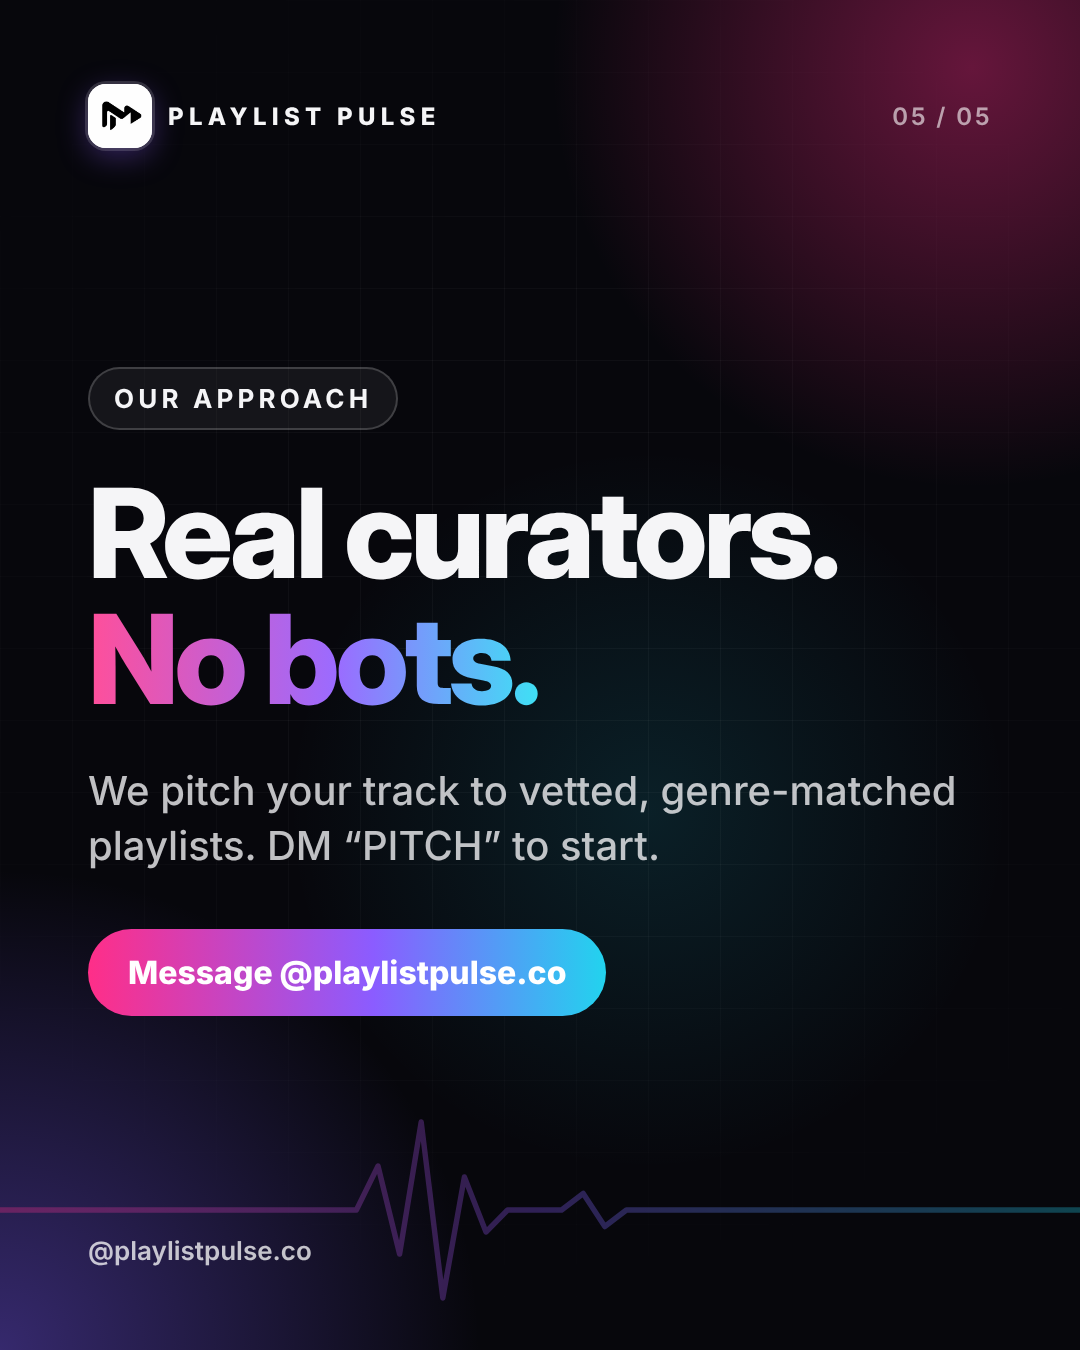 PLAYLIST PULSE
05 / 05
OUR APPROACH
Real curators.
No bots.
We pitch your track to vetted, genre-matched
playlists. DM “PITCH” to start.
Message @playlistpulse.co
@playlistpulse.co